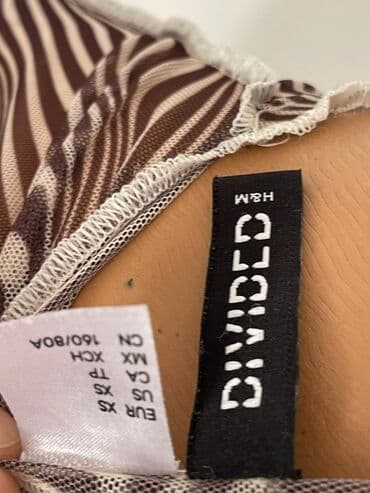 DIVIDED
H&M
EUR XS
US XS
CA TP
MX XCH
CN 160/80A